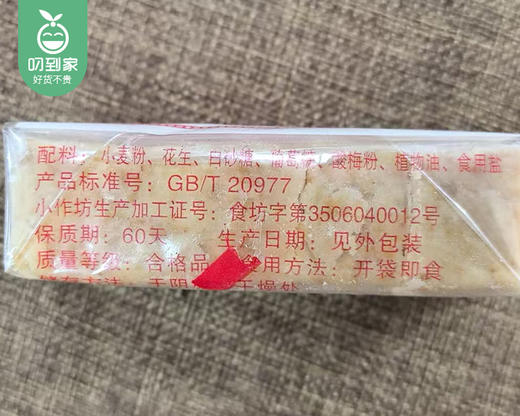 叨到家
好货不贵
配料：小麦粉、花生、白砂糖、葡萄糖、酸梅粉、植物油、食用盐
产品标准号：GB/T 20977
小作坊生产加工证号：食坊字第3506040012号
保质期：60天 生产日期：见外包装
质量等级：合格品 食用方法：开袋即食